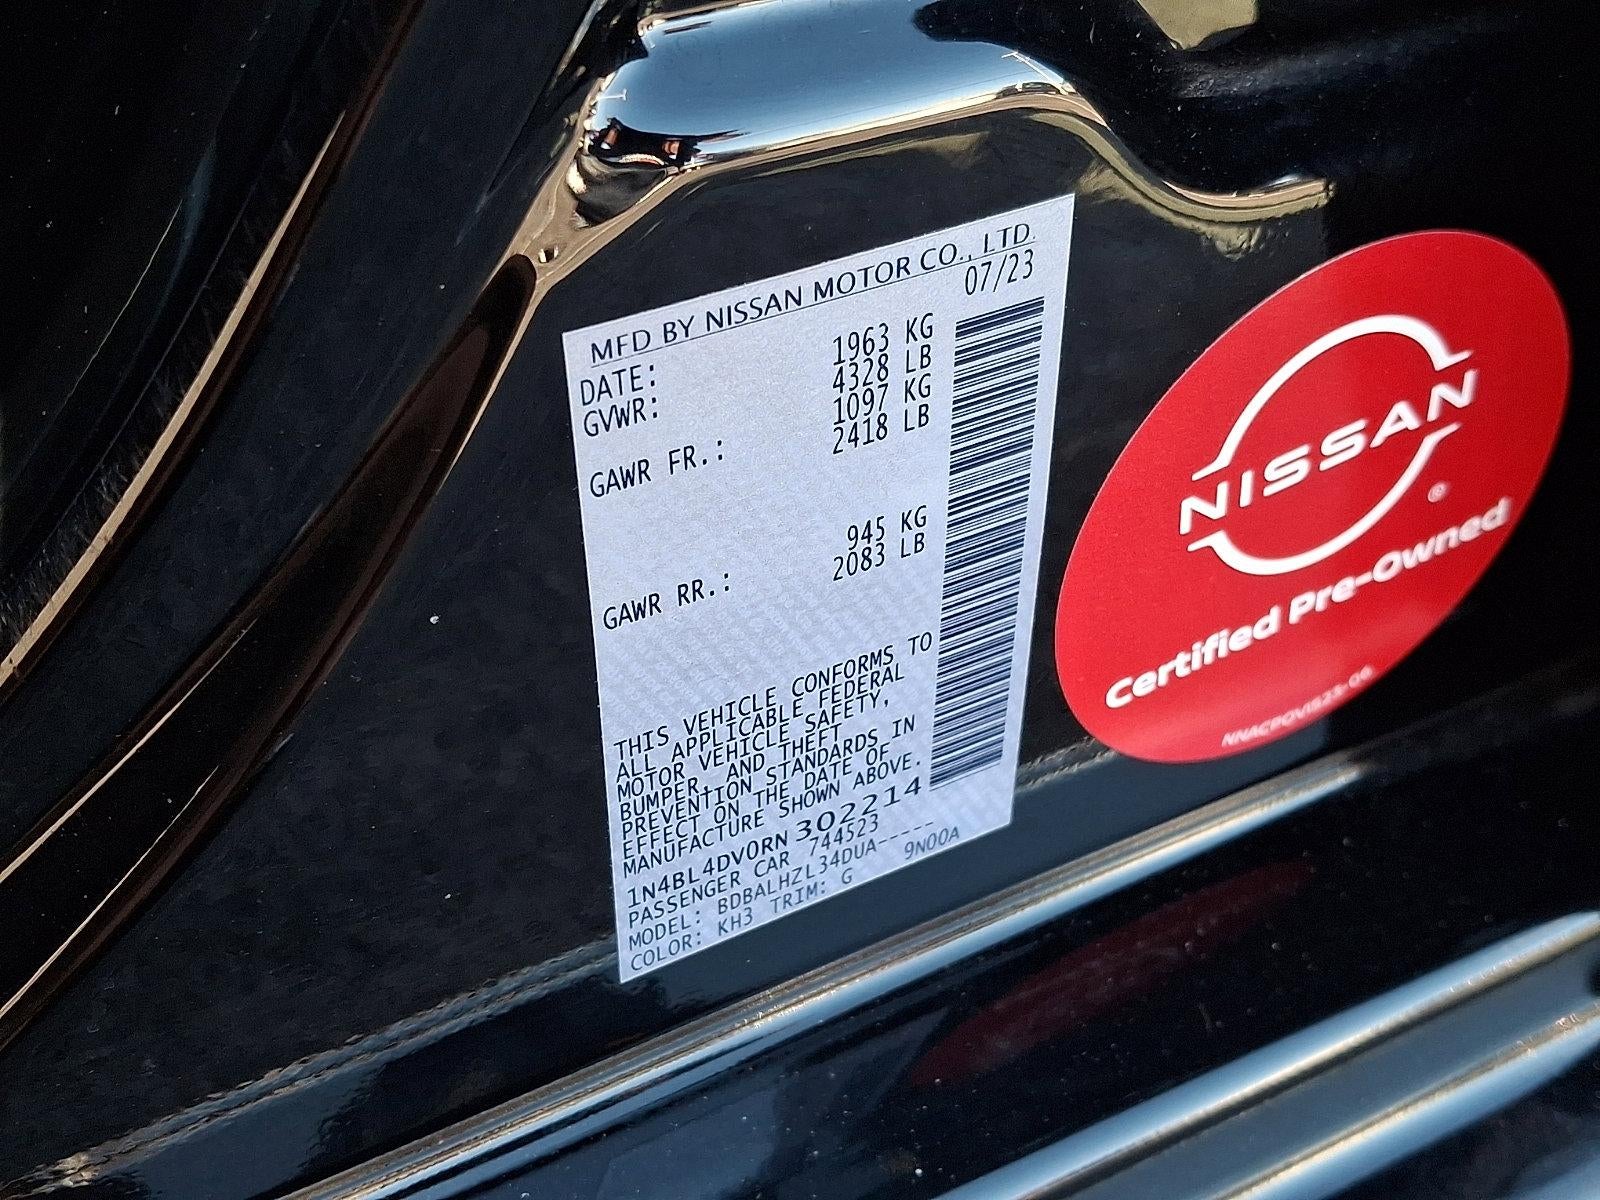 MFD BY NISSAN MOTOR CO., LTD.
DATE: 07/23
GVWR: 1963 KG
4328 LB
GAWR FR.: 1097 KG
2418 LB
GAWR RR.: 945 KG
2083 LB
THIS VEHICLE CONFORMS TO
ALL APPLICABLE FEDERAL
MOTOR VEHICLE SAFETY,
BUMPER, AND THEFT
PREVENTION STANDARDS IN
EFFECT ON THE DATE OF
MANUFACTURE SHOWN ABOVE.
1N4BL4DV0RN302214
PASSENGER CAR 744523
MODEL: BDBALHZL34DUA-----
COLOR: KH3 TRIM: G 9N00A
NISSAN
®
Certified Pre-Owned
NNACPOVIS23-06